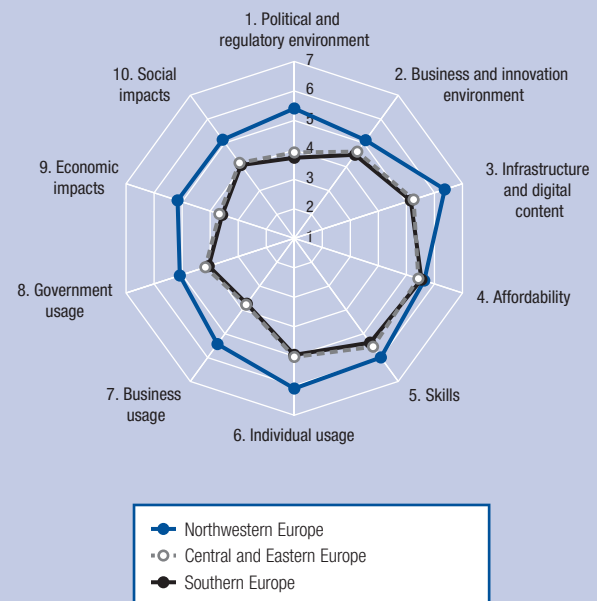 1. Political and
regulatory environment
7
6
5
4
3
2
1
2. Business and innovation
environment
3. Infrastructure
and digital
content
4. Affordability
5. Skills
6. Individual usage
7. Business
usage
8. Government
usage
9. Economic
impacts
10. Social
impacts
Northwestern Europe
Central and Eastern Europe
Southern Europe